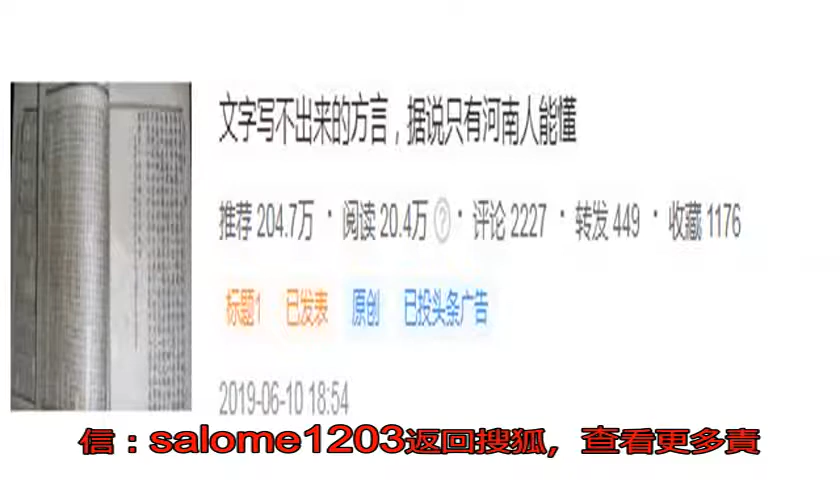 文字写不出来的方言，据说只有河南人能懂
推荐 204.7万 · 阅读 20.4万 ? · 评论 2227 · 转发 449 · 收藏 1176
标题1 已发表 原创 已投头条广告
2019-06-10 18:54
信：salome1203返回搜狐，查看更多責